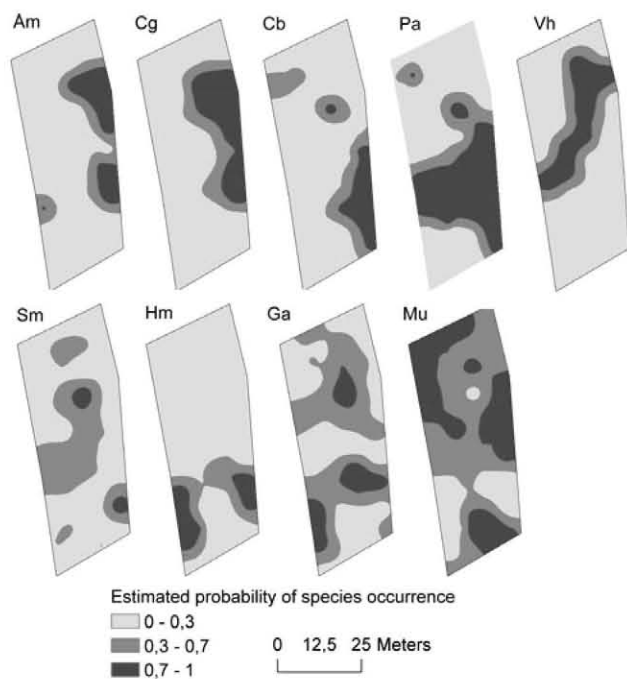 Am Cg Cb Pa Vh
Sm Hm Ga Mu
Estimated probability of species occurrence
0 - 0,3
0,3 - 0,7 0 12,5 25 Meters
0,7 - 1